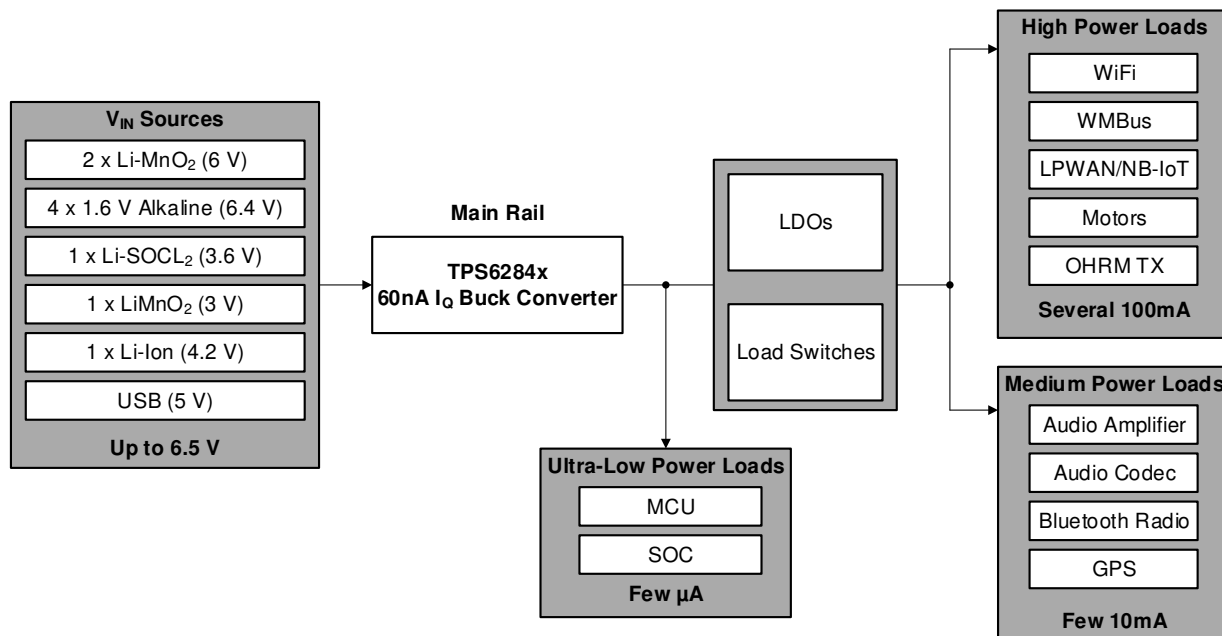 V_IN Sources
2 x Li-MnO₂ (6 V)
4 x 1.6 V Alkaline (6.4 V)
1 x Li-SOCL₂ (3.6 V)
1 x LiMnO₂ (3 V)
1 x Li-Ion (4.2 V)
USB (5 V)
Up to 6.5 V
Main Rail
TPS6284x
60nA I_Q Buck Converter
Ultra-Low Power Loads
MCU
SOC
Few µA
LDOs
Load Switches
High Power Loads
WiFi
WMBus
LPWAN/NB-IoT
Motors
OHRM TX
Several 100mA
Medium Power Loads
Audio Amplifier
Audio Codec
Bluetooth Radio
GPS
Few 10mA